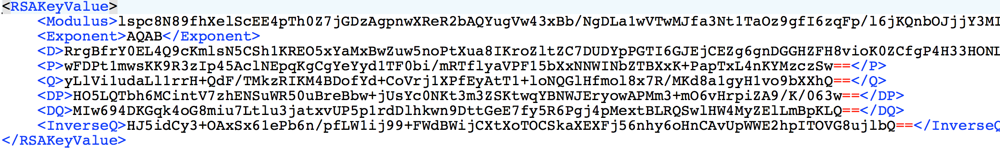 <RSAKeyValue>
<Modulus>lspc8N89fhXelScEE4pTh0Z7jGDzAgpnwXReR2bAQYugVw43xBb/NgDLa1wVTwMJfa3Nt1TaOz9gfI6zqFp/l6jKQnbOJjjY3MI
<Exponent>AQAB</Exponent>
<D>RrgBfrY0EL4Q9cKmlsN5CSh1KREO5xYaMxBwZuw5noPtXua8IKroZltZC7DUDYpPGTI6GJEjCEZg6gnDGGHZFH8vioK0ZCfgP4H33HONL
<P>wFDPt1mwsKK9R3zIp45AclNEpqKgCgYeYyd1TF0bi/mRTflyaVPF15bXxNNWINbZTBXxK+PapTxL4nKYMzczSw==</P>
<Q>yLlVi1udaLl1rrH+QdF/TMkzRIKM4BDofYd+CoVrj1XPfEyAtT1+loNQGlHfmol8x7R/MKd8a1gyH1vo9bXXhQ==</Q>
<DP>HO5LQTbh6MCintV7zhENSuWR50uBreBbw+jUsYc0NKt3m3ZSKtwqYBNWJEryowAPMm3+mO6vHrpiZA9/K/063w==</DP>
<DQ>MIw694DKGqk4oG8miu7Ltlu3jatxvUP5p1rdDlhkwn9DttGeE7fy5R6Pgj4pMextBLRQSwlHW4MyZElLmBpKLQ==</DQ>
<InverseQ>HJ5idCy3+OAxSx61ePb6n/pfLW1ij99+FWdBWijCXtXoTOCSkaXEXFj56nhy6oHnCAvUpWWE2hpITOVG8ujlbQ==</InverseQ
</RSAKeyValue>